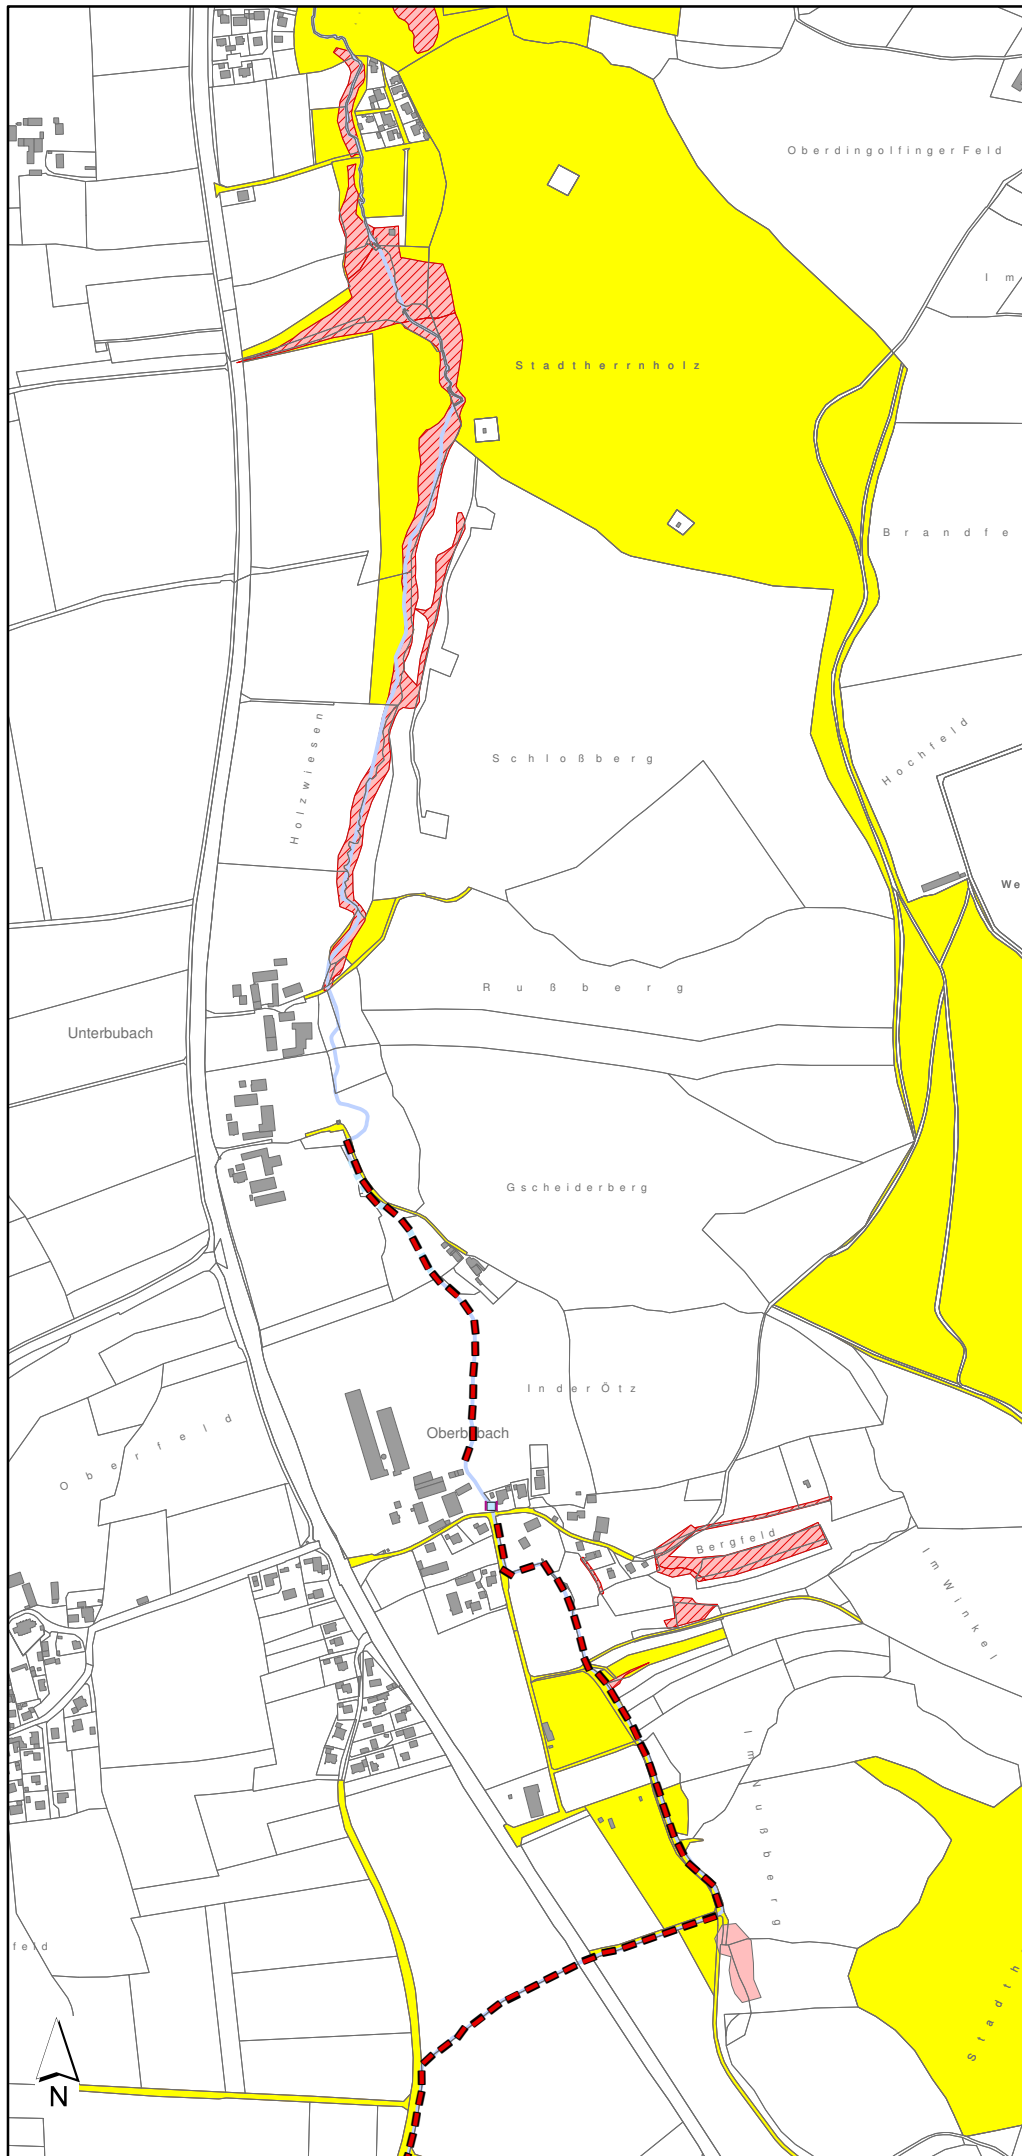 Oberdingolfinger Feld
Im
Stadtherrnholz
Brandfe
Holzwiesen
Schloßberg
Hochfeld
We
Rußberg
Unterbubach
Gscheiderberg
In der Ötz
Oberfeld
Oberbubach
Bergfeld
Im Winkel
Im Nußberg
feld
Stadth
N